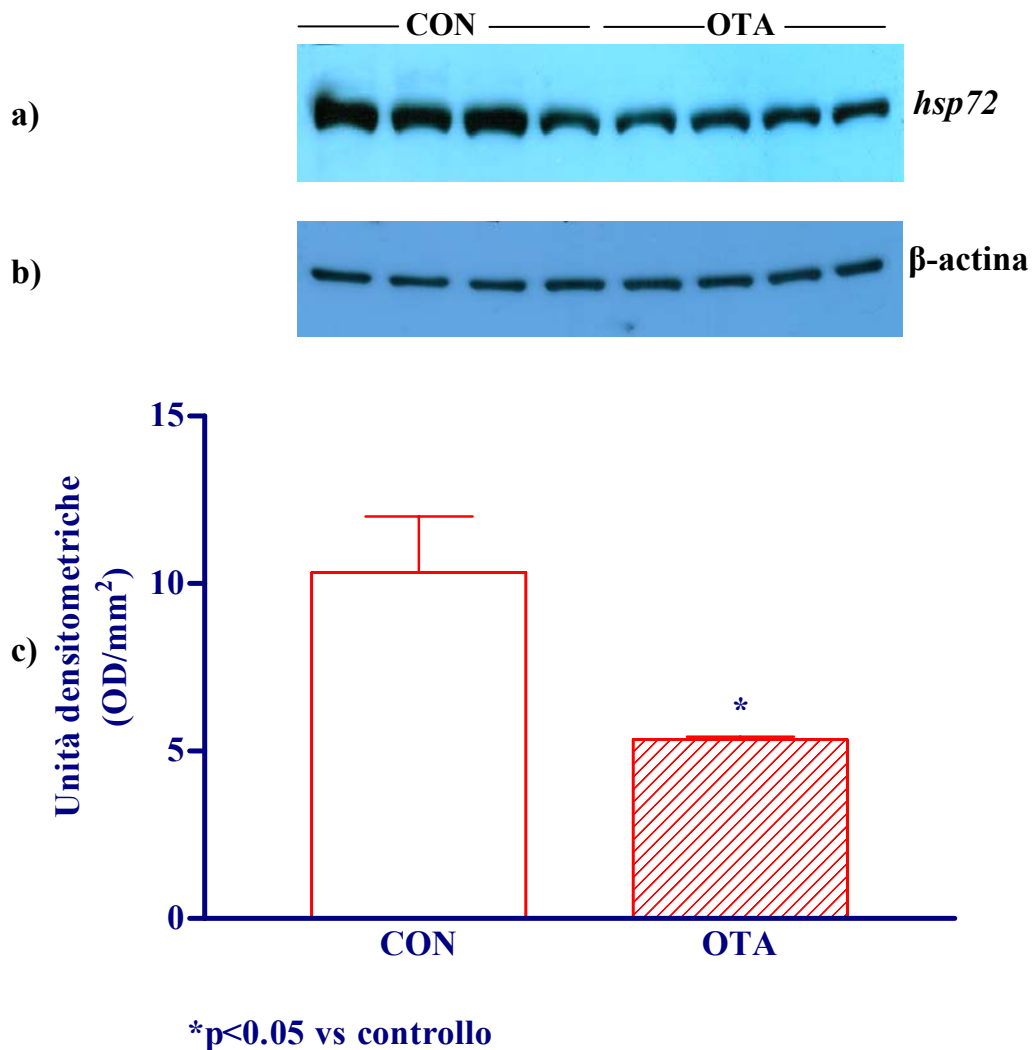 CON OTA
a) hsp72
b) β-actina
15
10
5
0
c) Unità densitometriche
(OD/mm²)
*
CON OTA
*p<0.05 vs controllo